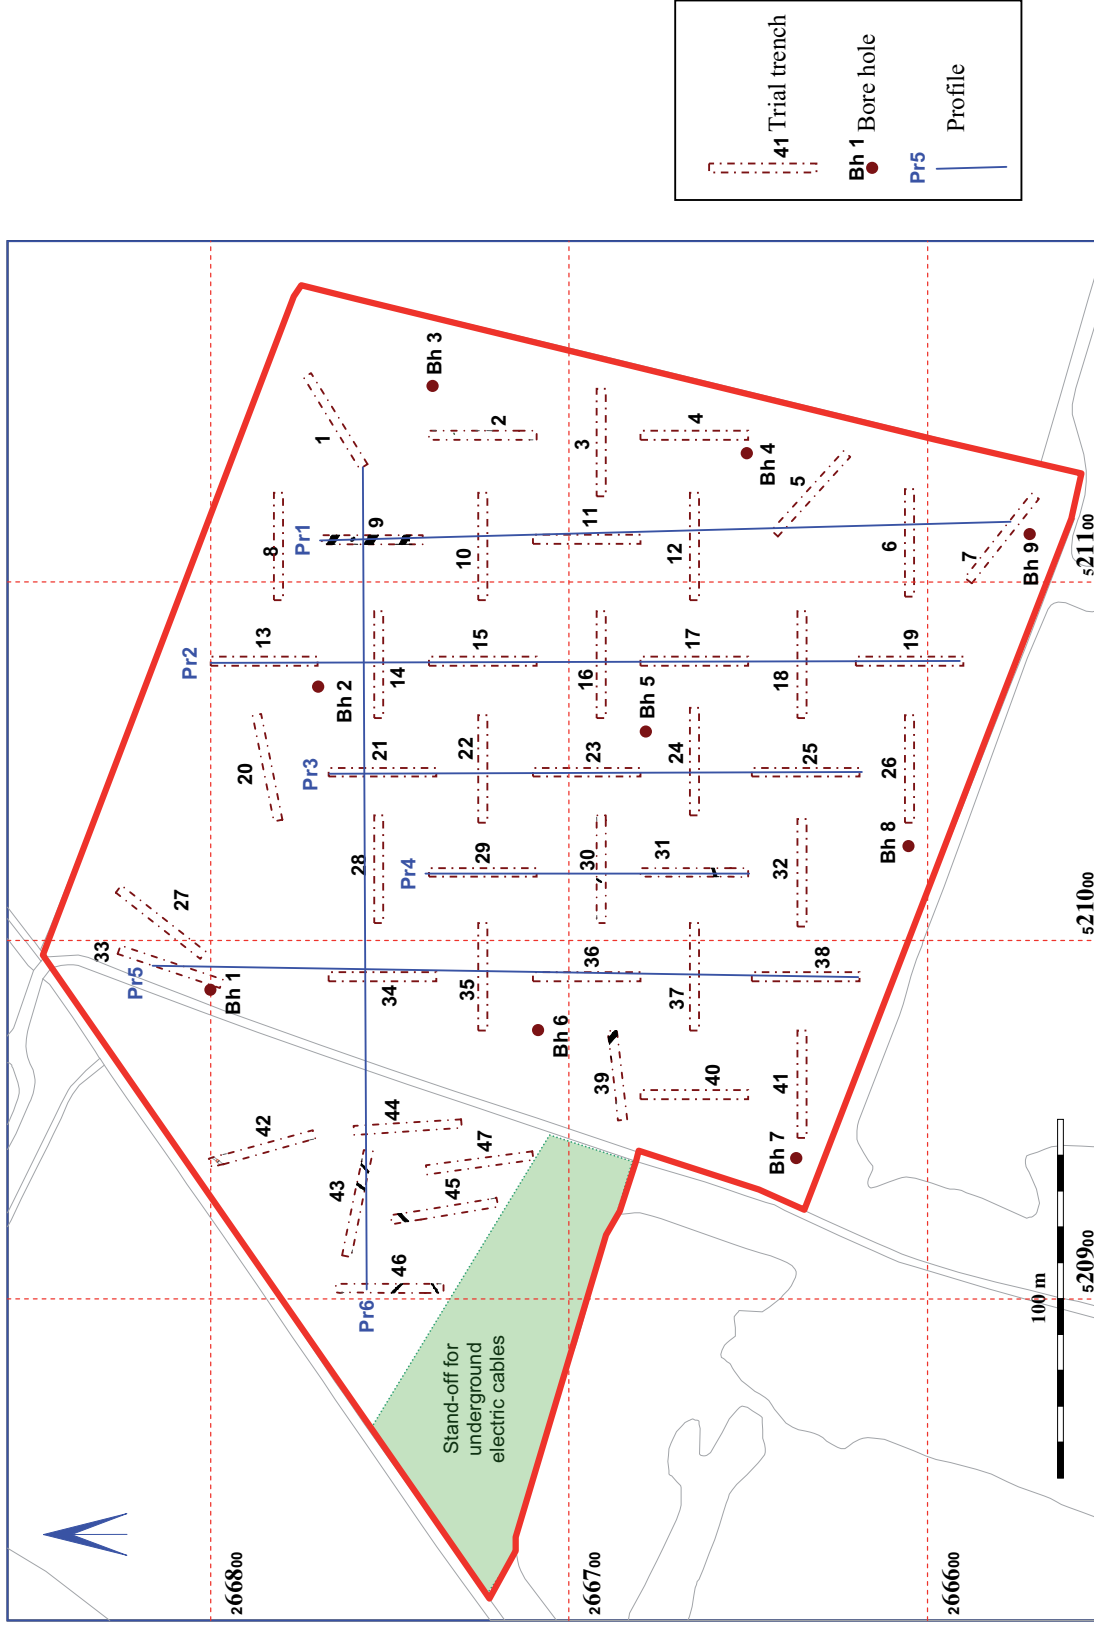 1
2
3
4
5
6
7
8
9
10
11
12
13
14
15
16
17
18
19
20
21
22
23
24
25
26
27
28
29
30
31
32
33
34
35
36
37
38
39
40
41
42
43
44
45
46
47
Bh 1
Bh 2
Bh 3
Bh 4
Bh 5
Bh 6
Bh 7
Bh 8
Bh 9
Pr1
Pr2
Pr3
Pr4
Pr5
Pr6
Stand-off for
underground
electric cables
266800
266700
266600
520900
521000
521100
100 m
41 Trial trench
Bh 1 Bore hole
Pr5 Profile